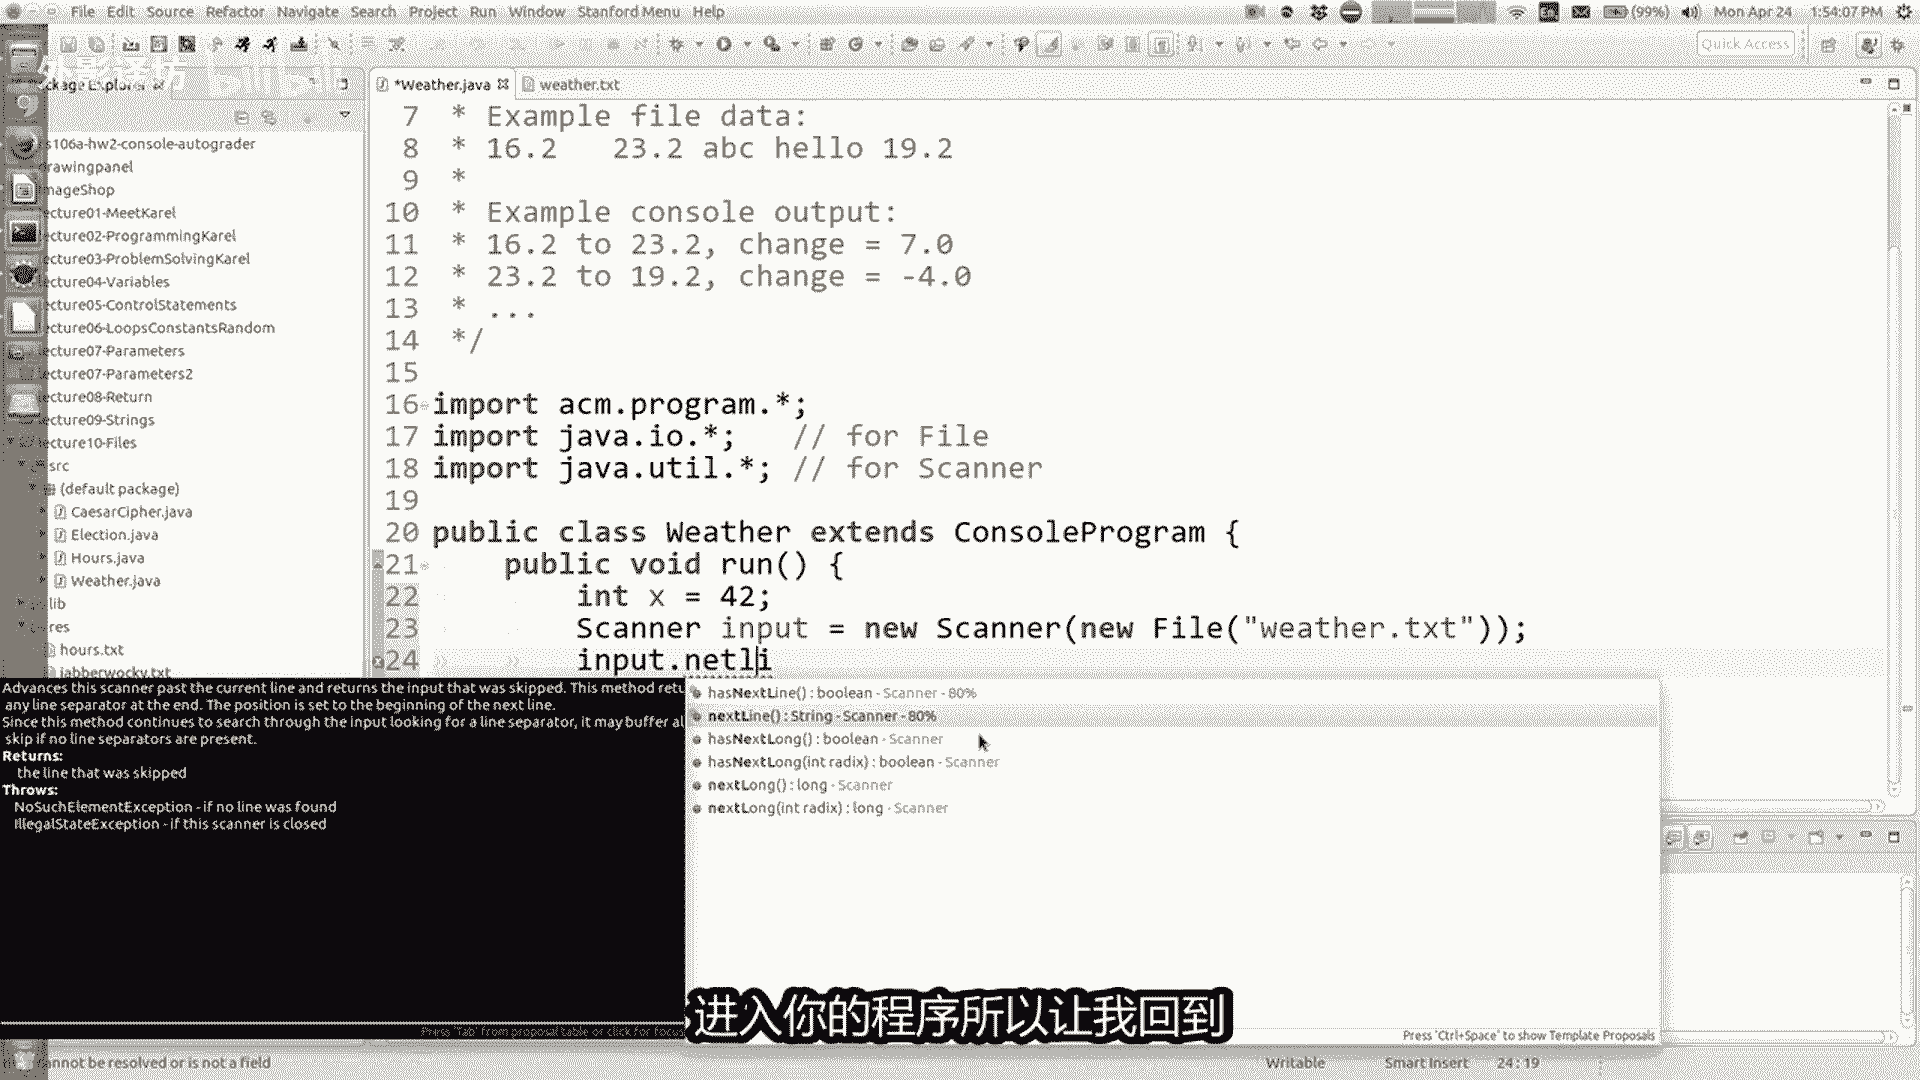 File Edit Source Refactor Navigate Search Project Run Window Stanford Menu Help
(99%) Mon Apr 24 1:54:07 PM
Quick Access
ckage Explorer
*Weather.java
weather.txt
s106a-hw2-console-autograder
drawingpanel
mageShop
ecture01-MeetKarel
ecture02-ProgrammingKarel
ecture03-ProblemSolvingKarel
ecture04-Variables
ecture05-ControlStatements
ecture06-LoopsConstantsRandom
ecture07-Parameters
ecture07-Parameters2
ecture08-Return
ecture09-Strings
ecture10-Files
src
(default package)
CaesarCipher.java
Election.java
Hours.java
Weather.java
lib
res
hours.txt
jabberwocky.txt
7 * Example file data:
8 * 16.2 23.2 abc hello 19.2
9 *
10 * Example console output:
11 * 16.2 to 23.2, change = 7.0
12 * 23.2 to 19.2, change = -4.0
13 * ...
14 */
15
16 import acm.program.*;
17 import java.io.*; // for File
18 import java.util.*; // for Scanner
19
20 public class Weather extends ConsoleProgram {
21 public void run() {
22 int x = 42;
23 Scanner input = new Scanner(new File("weather.txt"));
24 input.netli
Advances this scanner past the current line and returns the input that was skipped. This method retu
any line separator at the end. The position is set to the beginning of the next line.
Since this method continues to search through the input looking for a line separator, it may buffer al
skip if no line separators are present.
Returns:
the line that was skipped
Throws:
NoSuchElementException - if no line was found
IllegalStateException - if this scanner is closed
Press 'Tab' from proposal table or click for focus
hasNextLine() : boolean - Scanner - 80%
nextLine() : String - Scanner - 80%
hasNextLong() : boolean - Scanner
hasNextLong(int radix) : boolean - Scanner
nextLong() : long - Scanner
nextLong(int radix) : long - Scanner
Press 'Ctrl+Space' to show Template Proposals
进入你的程序所以让我回到
annot be resolved or is not a field
Writable
Smart Insert
24 : 19